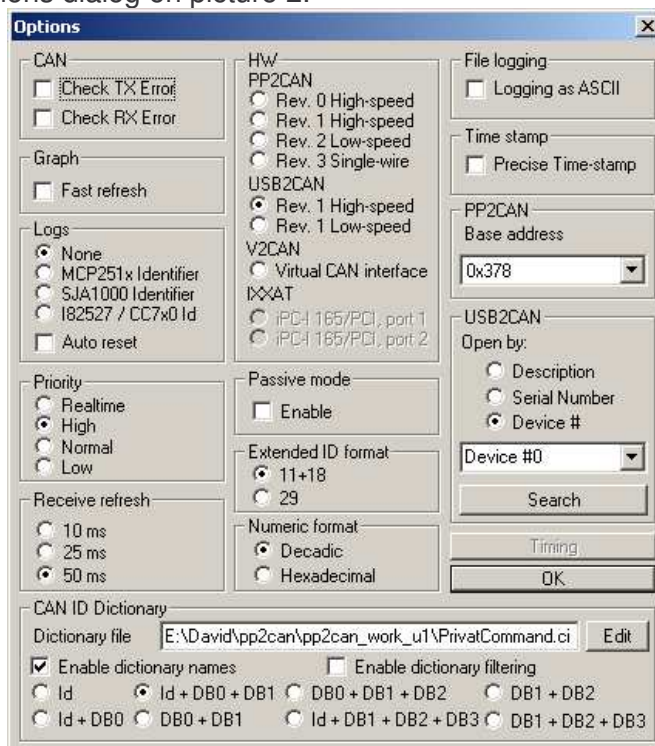 ions dialog on picture 2.
Options
CAN
Check TX Error
Check RX Error
Graph
Fast refresh
Logs
None
MCP251x Identifier
SJA1000 Identifier
I82527 / CC7x0 Id
Auto reset
Priority
Realtime
High
Normal
Low
Receive refresh
10 ms
25 ms
50 ms
HW
PP2CAN
Rev. 0 High-speed
Rev. 1 High-speed
Rev. 2 Low-speed
Rev. 3 Single-wire
USB2CAN
Rev. 1 High-speed
Rev. 1 Low-speed
V2CAN
Virtual CAN interface
IXXAT
iPC-I 165/PCI, port 1
iPC-I 165/PCI, port 2
Passive mode
Enable
Extended ID format
11+18
29
Numeric format
Decadic
Hexadecimal
File logging
Logging as ASCII
Time stamp
Precise Time-stamp
PP2CAN
Base address
0x378
USB2CAN
Open by:
Description
Serial Number
Device #
Device #0
Search
Timing
OK
CAN ID Dictionary
Dictionary file E:\David\pp2can\pp2can_work_u1\PrivatCommand.ci Edit
Enable dictionary names Enable dictionary filtering
Id Id + DB0 + DB1 DB0 + DB1 + DB2 DB1 + DB2
Id + DB0 DB0 + DB1 Id + DB1 + DB2 + DB3 DB1 + DB2 + DB3